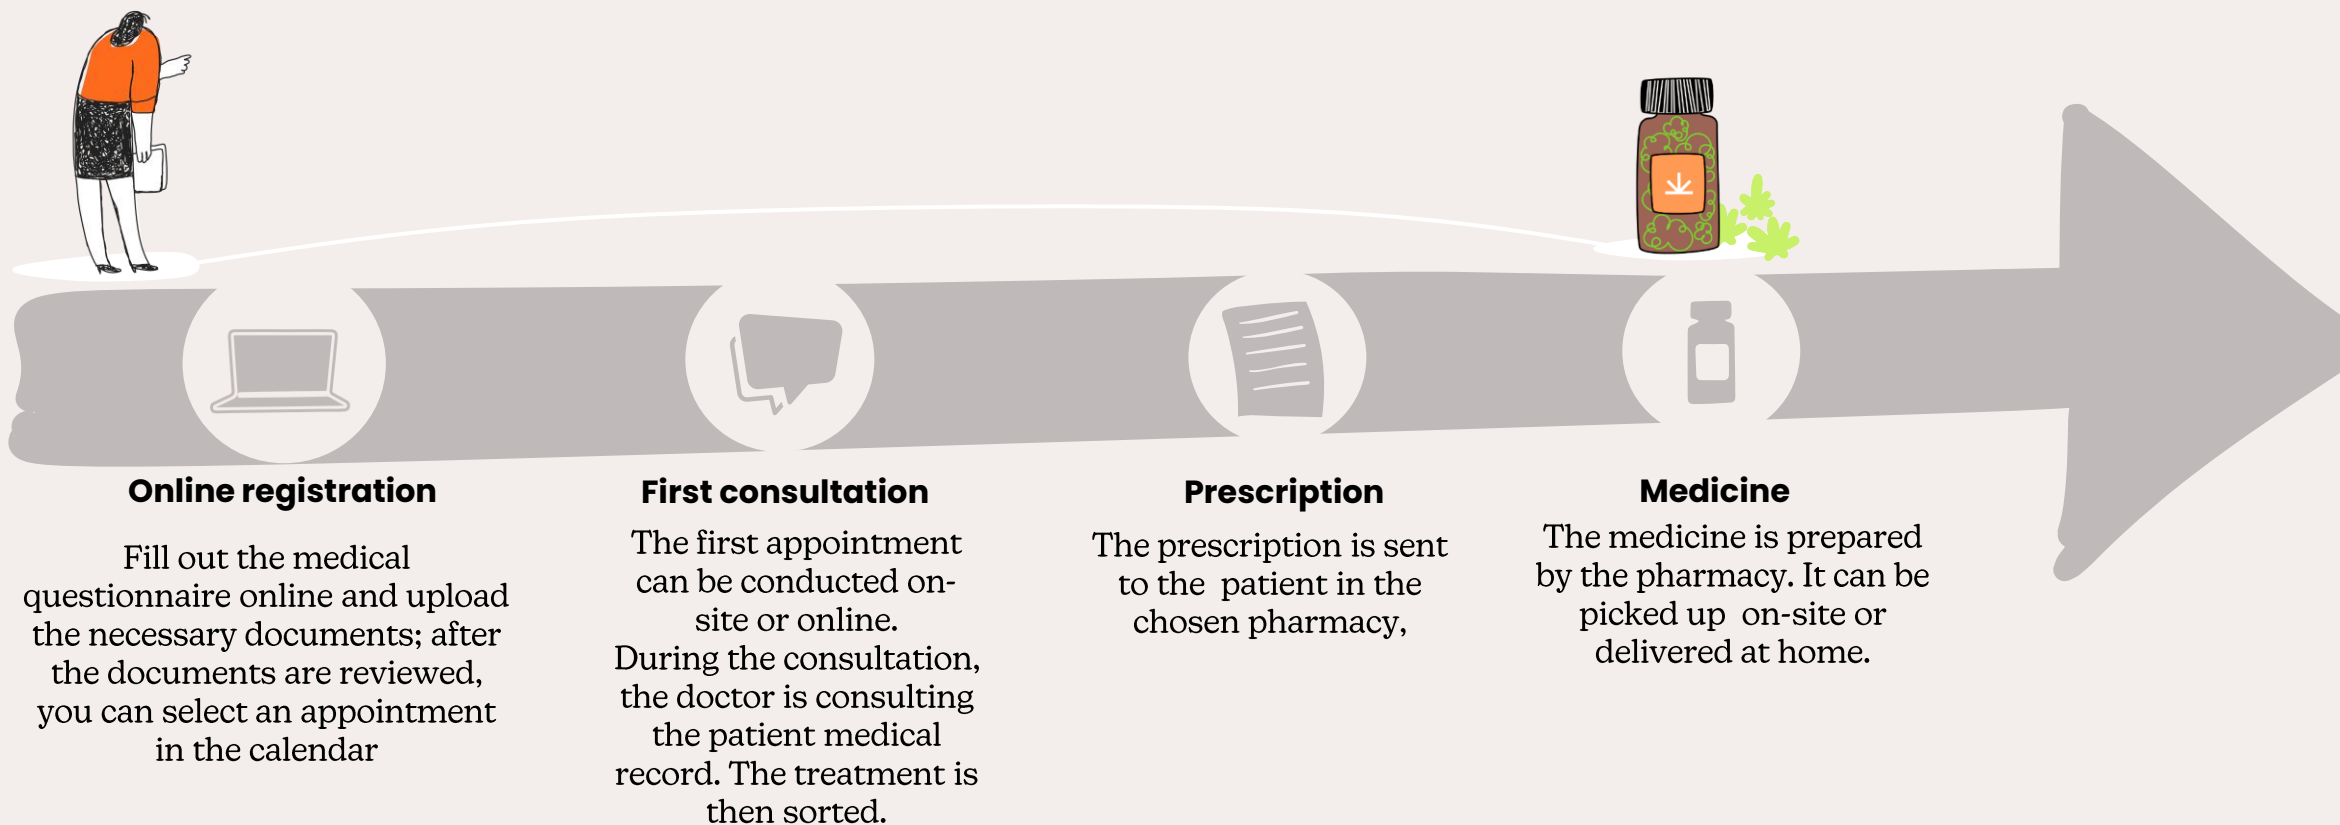 Online registration
Fill out the medical
questionnaire online and upload
the necessary documents; after
the documents are reviewed,
you can select an appointment
in the calendar
First consultation
The first appointment
can be conducted on-
site or online.
During the consultation,
the doctor is consulting
the patient medical
record. The treatment is
then sorted.
Prescription
The prescription is sent
to the  patient in the
chosen pharmacy,
Medicine
The medicine is prepared
by the pharmacy. It can be
picked up  on-site or
delivered at home.